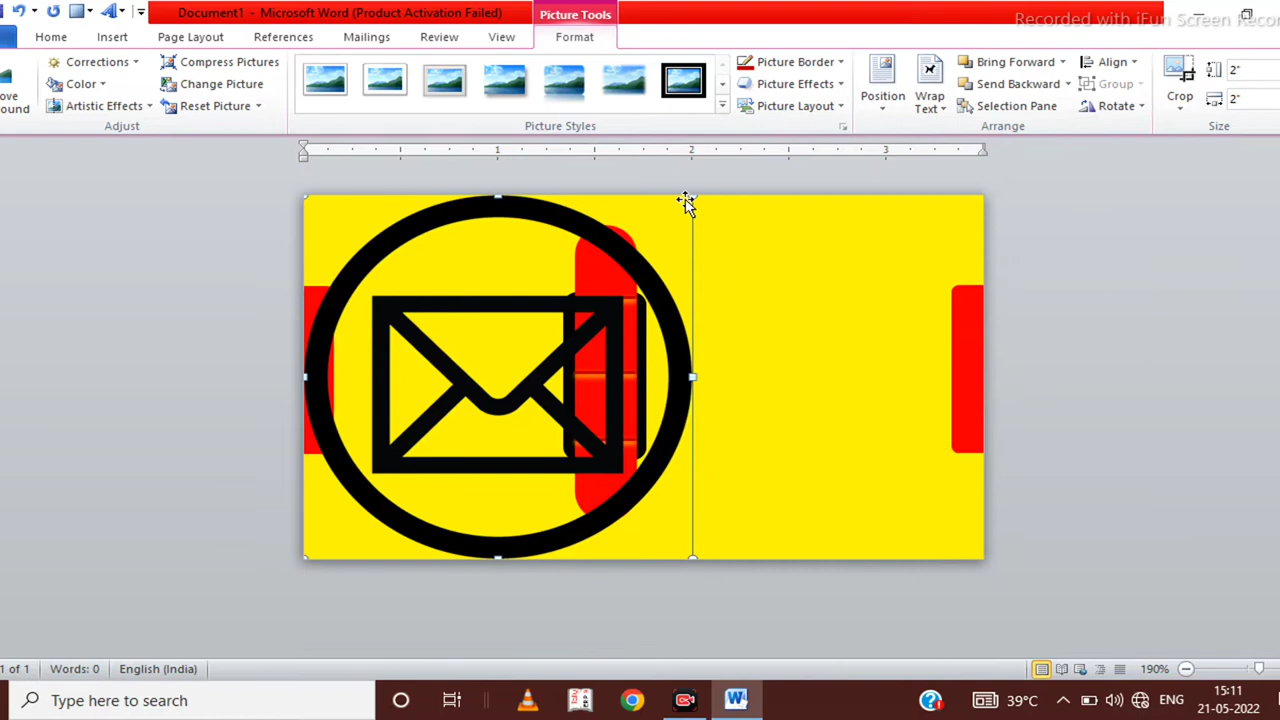 Document1 - Microsoft Word (Product Activation Failed)
Picture Tools
Recorded with iFun Screen
Home
Insert
Page Layout
References
Mailings
Review
View
Format
Corrections
Compress Pictures
Color
Change Picture
Artistic Effects
Reset Picture
Adjust
Picture Styles
Picture Border
Picture Effects
Picture Layout
Position
Wrap
Text
Bring Forward
Send Backward
Selection Pane
Align
Group
Rotate
Arrange
Crop
2"
2"
Size
1
2
3
1 of 1
Words: 0
English (India)
190%
Type here to search
39°C
ENG
15:11
21-05-2022